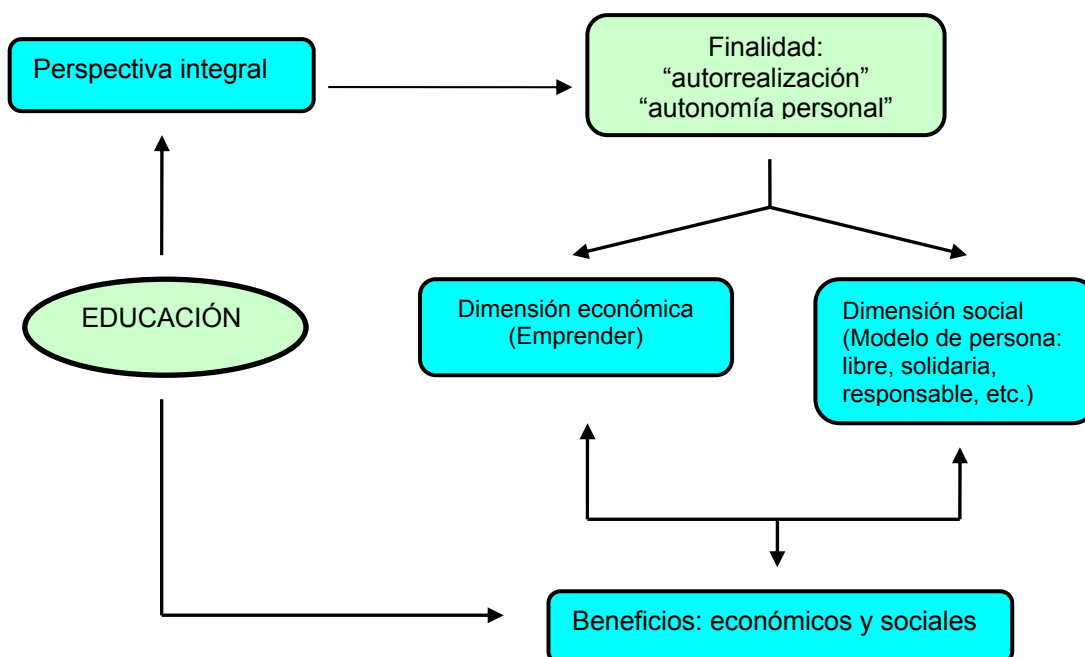 Perspectiva integral
Finalidad:
“autorrealización”
“autonomía personal”
EDUCACIÓN
Dimensión económica
(Emprender)
Dimensión social
(Modelo de persona:
libre, solidaria,
responsable, etc.)
Beneficios: económicos y sociales